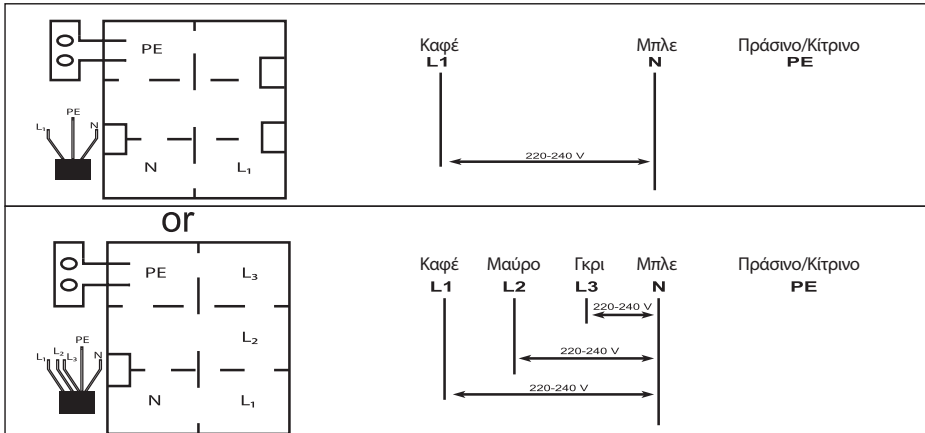 PE
L₁ PE N
N L₁
Καφέ Μπλε Πράσινο/Κίτρινο
L1 N PE
220-240 V
or
PE L₃
L₂
L₁ L₂ L₃ PE N
N L₁
Καφέ Μαύρο Γκρι Μπλε Πράσινο/Κίτρινο
L1 L2 L3 N PE
220-240 V
220-240 V
220-240 V